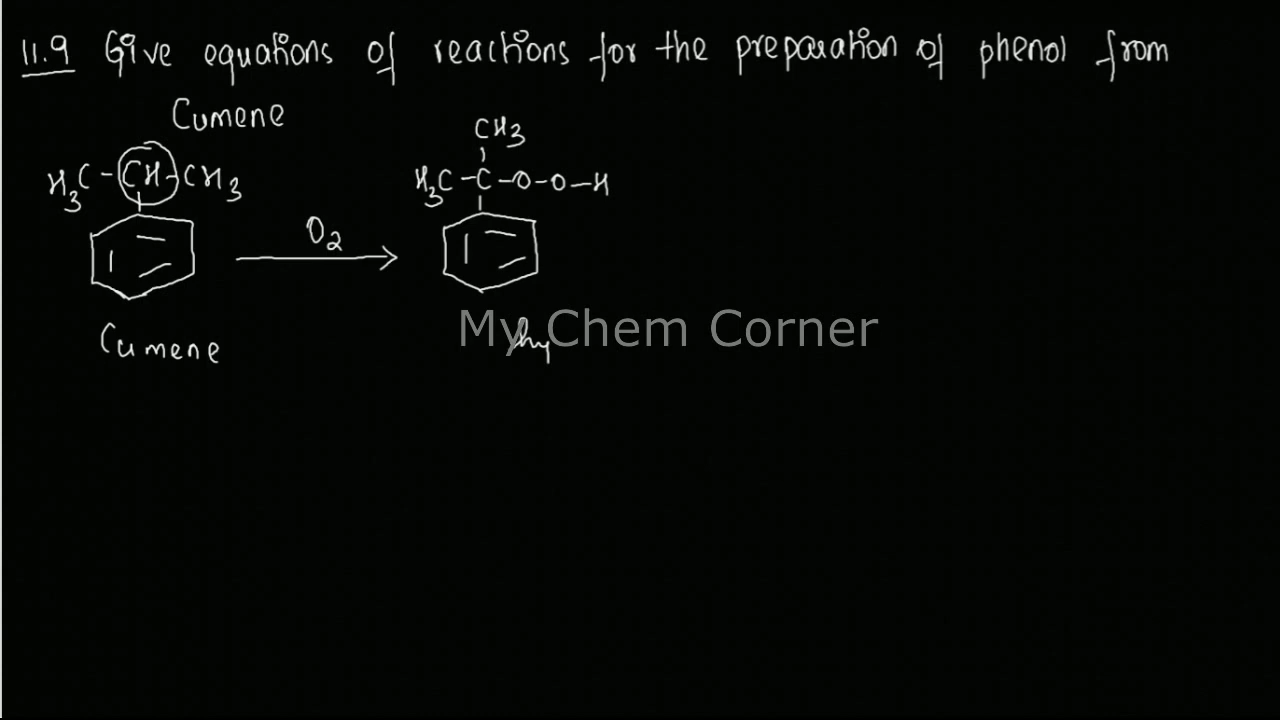 11.9 Give equations of reactions for the preparation of phenol from
Cumene
CH3
H3C-CH-CH3
H3C-C-O-O-H
O2
My Chem Corner
hy
Cumene